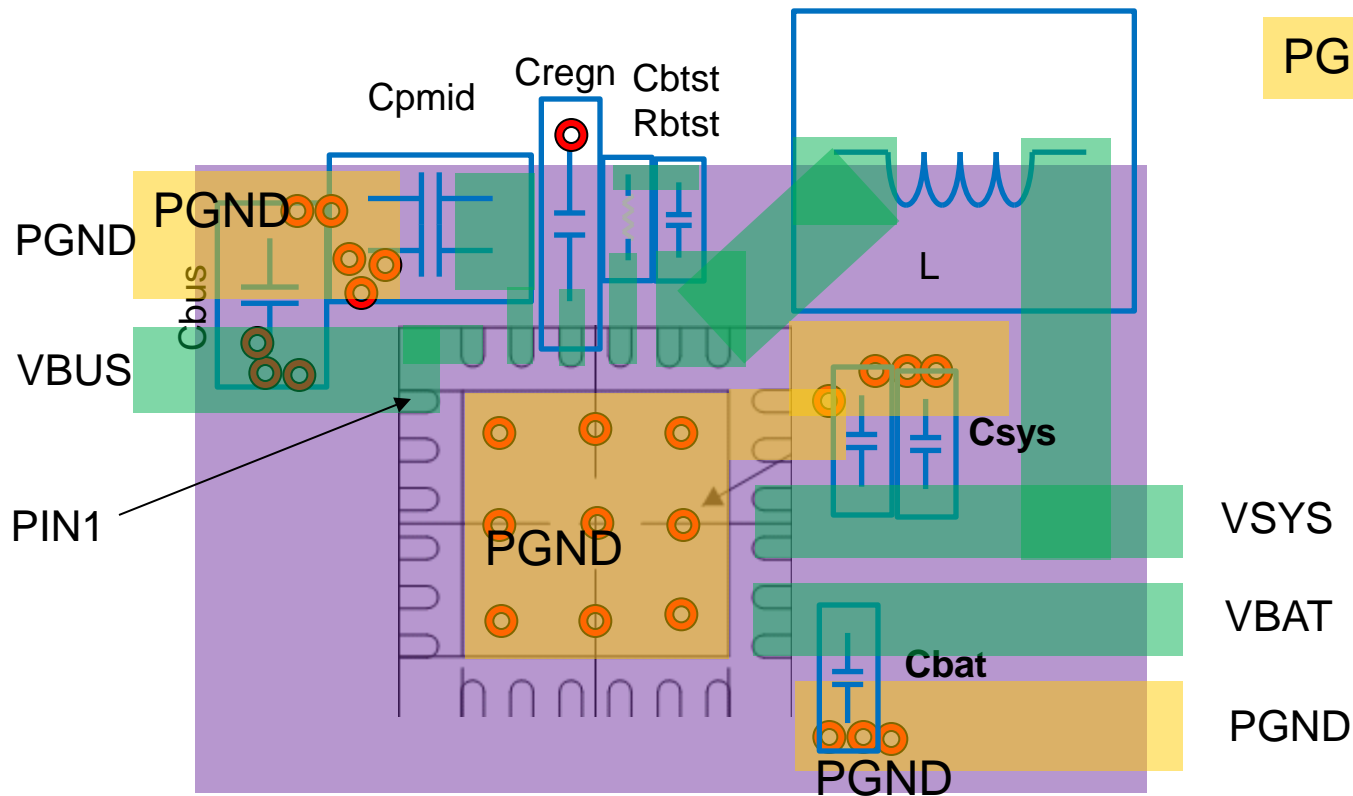 PG
Cpmid
Cregn
Cbtst
Rbtst
PGND
PGND
Cbus
L
VBUS
Csys
PIN1
PGND
VSYS
VBAT
Cbat
PGND
PGND